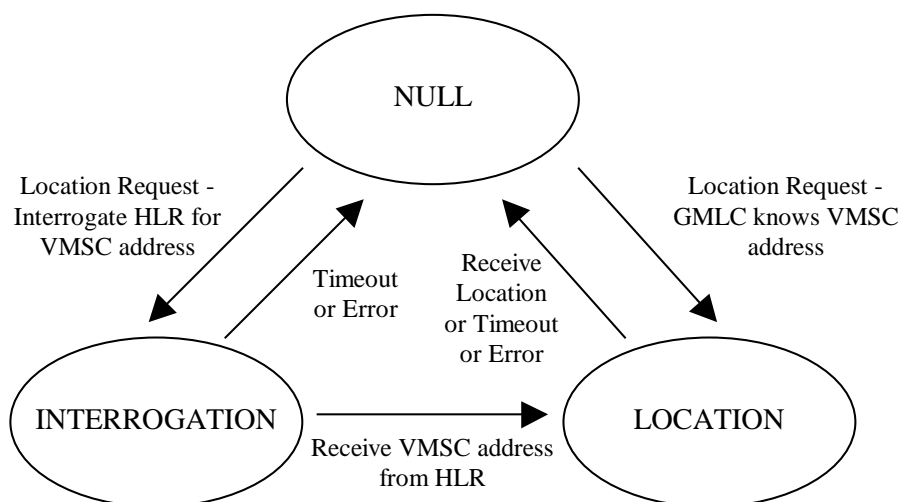 NULL
Location Request -
Interrogate HLR for
VMSC address
Location Request -
GMLC knows VMSC
address
Timeout
or Error
Receive
Location
or Timeout
or Error
INTERROGATION
LOCATION
Receive VMSC address
from HLR